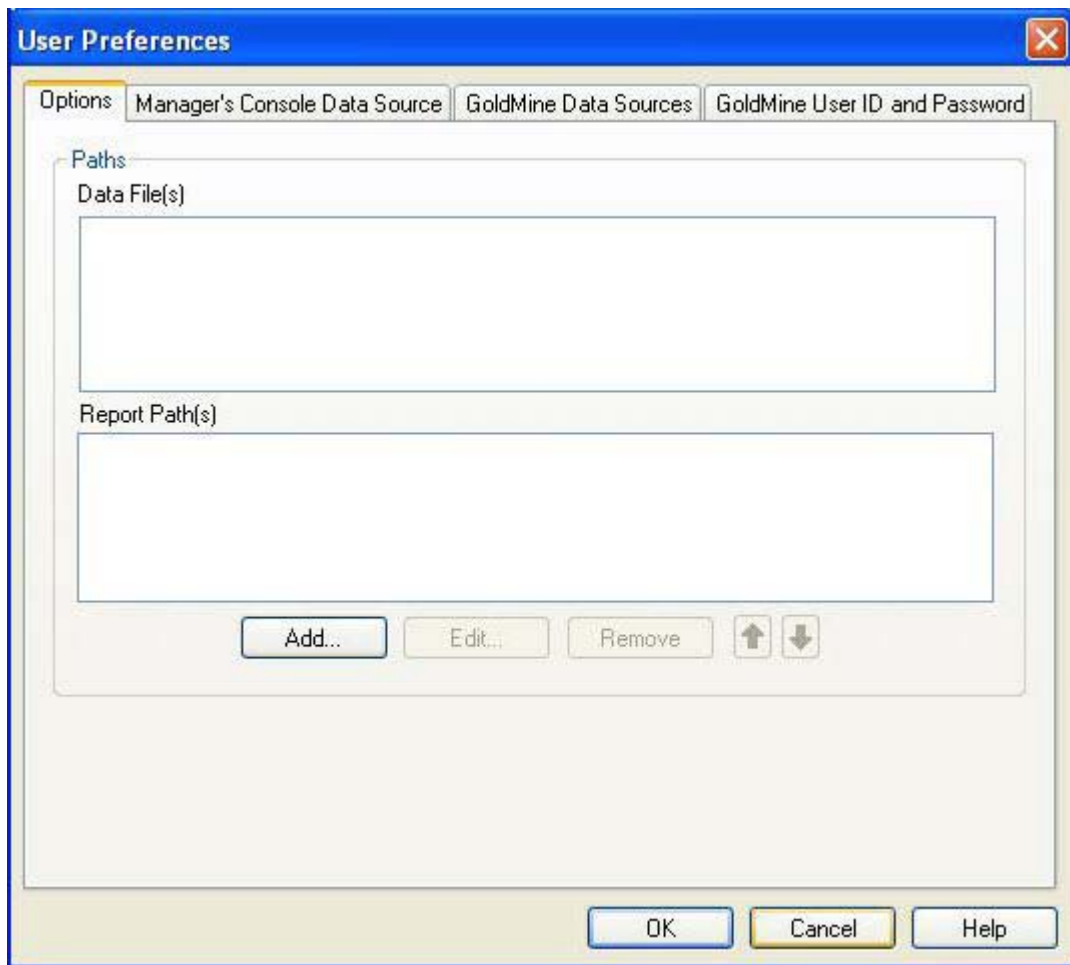 User Preferences
Options Manager's Console Data Source GoldMine Data Sources GoldMine User ID and Password
Paths
Data File(s)
Report Path(s)
Add... Edit... Remove
OK Cancel Help